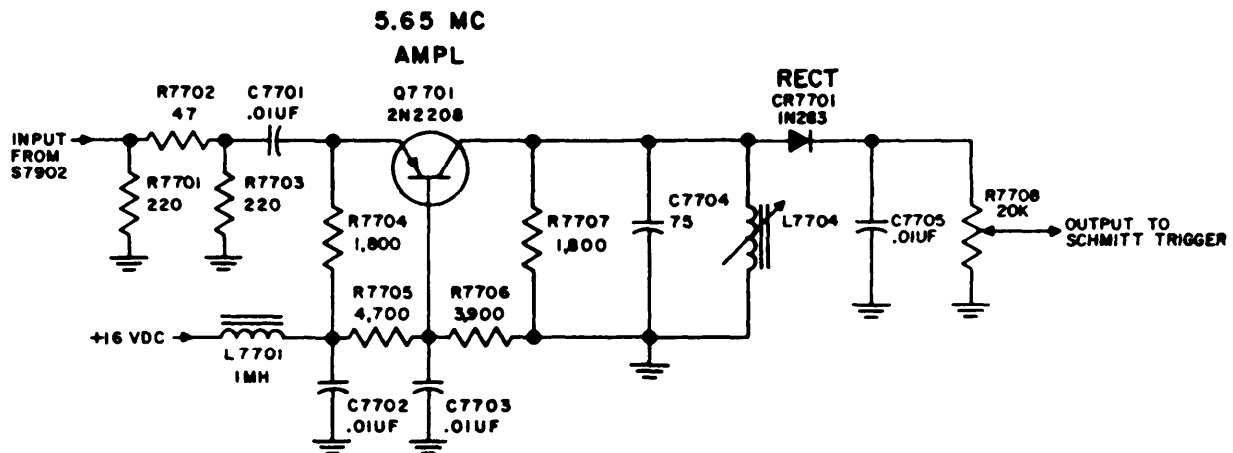 5.65 MC
AMPL
RECT
CR7701
1N283
R7702
47
C7701
.01UF
Q7701
2N2208
INPUT
FROM
S7902
R7701
220
R7703
220
R7704
1,800
R7707
1,800
C7704
75
L7704
C7705
.01UF
R7708
20K
OUTPUT TO
SCHMITT TRIGGER
R7705
4,700
R7706
3,900
+16 VDC
L7701
1MH
C7702
.01UF
C7703
.01UF